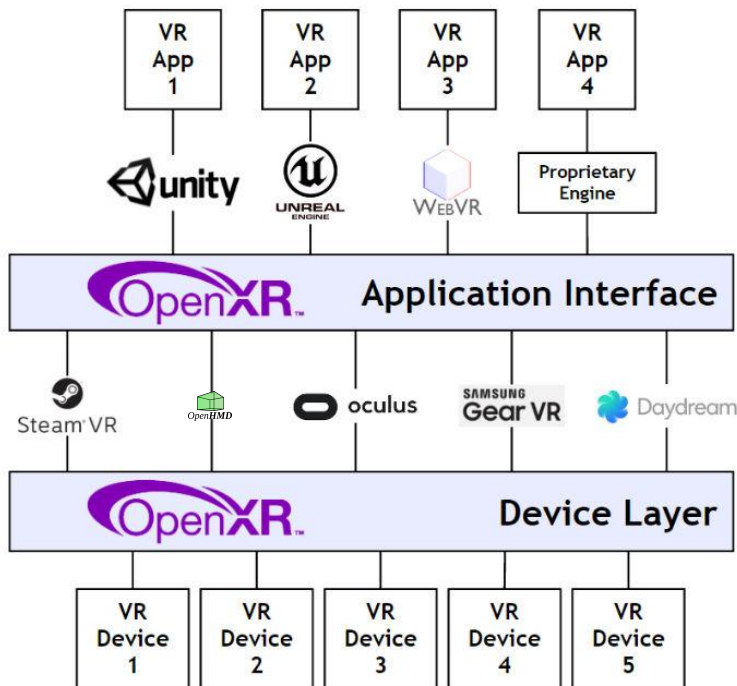 VR
App
1
VR
App
2
VR
App
3
VR
App
4
unity
UNREAL
ENGINE
WEBVR
Proprietary
Engine
OpenXR™
Application Interface
Steam®VR
OpenHMD
oculus
SAMSUNG
Gear VR
Daydream
OpenXR™
Device Layer
VR
Device
1
VR
Device
2
VR
Device
3
VR
Device
4
VR
Device
5